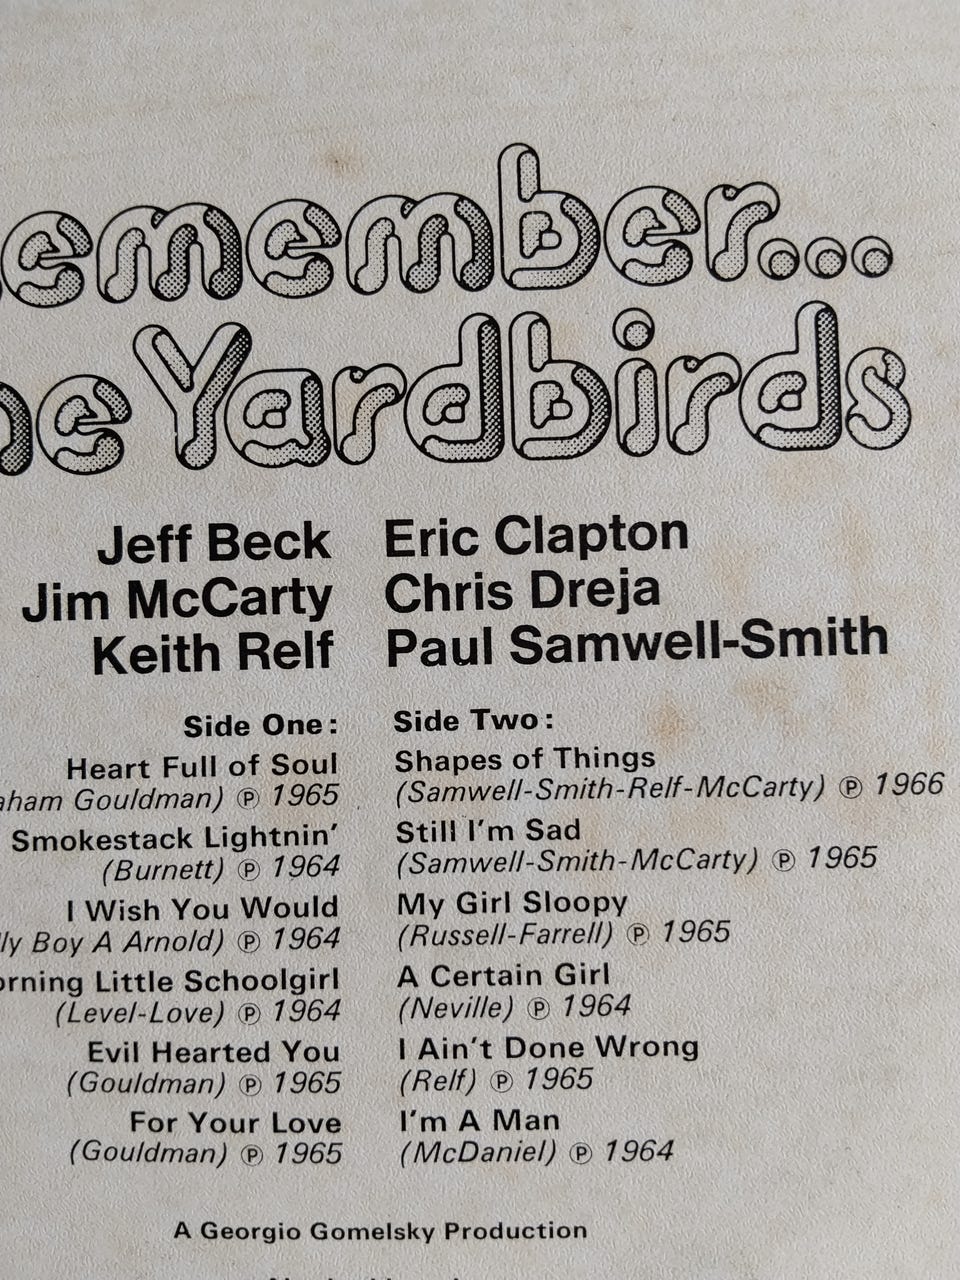 emember...
he Yardbirds
Jeff Beck
Jim McCarty
Keith Relf
Eric Clapton
Chris Dreja
Paul Samwell-Smith
Side One:
Heart Full of Soul
aham Gouldman) ℗ 1965
Smokestack Lightnin'
(Burnett) ℗ 1964
I Wish You Would
ly Boy A Arnold) ℗ 1964
orning Little Schoolgirl
(Level-Love) ℗ 1964
Evil Hearted You
(Gouldman) ℗ 1965
For Your Love
(Gouldman) ℗ 1965
Side Two:
Shapes of Things
(Samwell-Smith-Relf-McCarty) ℗ 1966
Still I'm Sad
(Samwell-Smith-McCarty) ℗ 1965
My Girl Sloopy
(Russell-Farrell) ℗ 1965
A Certain Girl
(Neville) ℗ 1964
I Ain't Done Wrong
(Relf) ℗ 1965
I'm A Man
(McDaniel) ℗ 1964
A Georgio Gomelsky Production